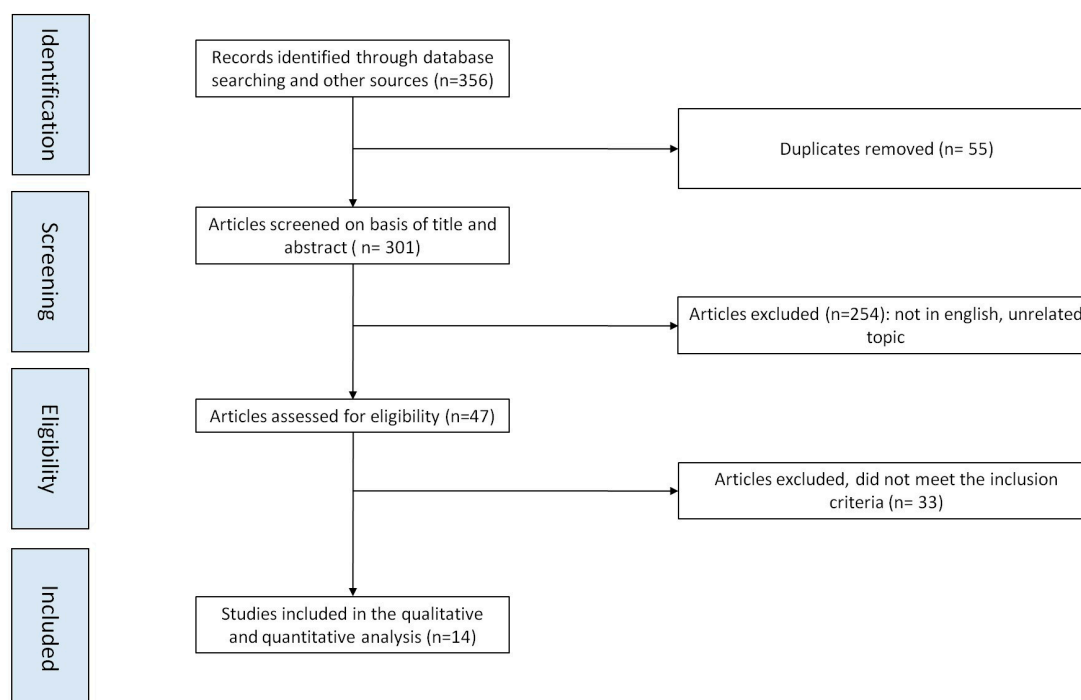 Identification
Records identified through database
searching and other sources (n=356)
Duplicates removed (n= 55)
Screening
Articles screened on basis of title and
abstract ( n= 301)
Articles excluded (n=254): not in english, unrelated
topic
Eligibility
Articles assessed for eligibility (n=47)
Articles excluded, did not meet the inclusion
criteria (n= 33)
Included
Studies included in the qualitative
and quantitative analysis (n=14)